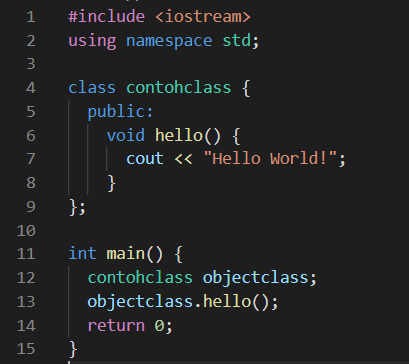 1 #include <iostream>
2 using namespace std;
3
4 class contohclass {
5   public:
6     void hello() {
7       cout << "Hello World!";
8     }
9 };
10
11 int main() {
12   contohclass objectclass;
13   objectclass.hello();
14   return 0;
15 }